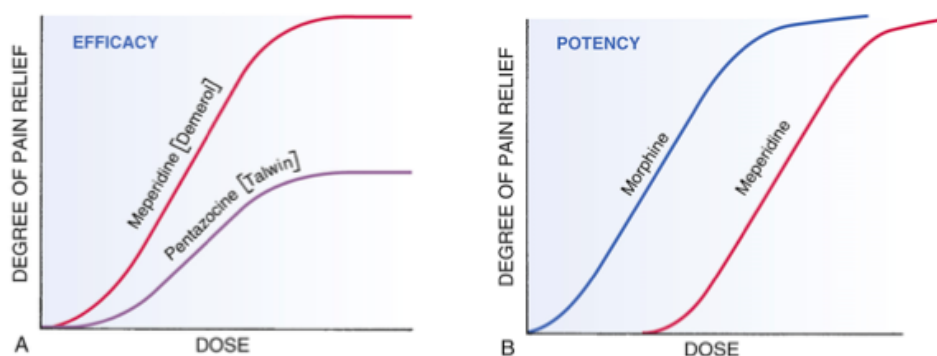 EFFICACY
DEGREE OF PAIN RELIEF
Meperidine [Demerol]
Pentazocine [Talwin]
A
DOSE
POTENCY
DEGREE OF PAIN RELIEF
Morphine
Meperidine
B
DOSE